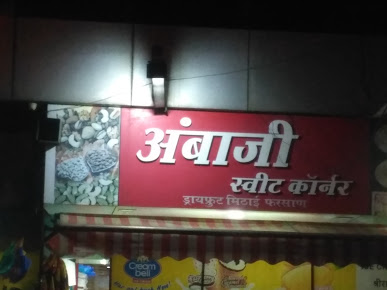 अंबाजी
स्वीट कॉर्नर
ड्रायफ्रुट मिठाई फरसाण
Cream
bell